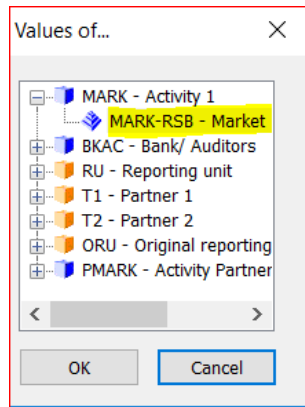 Values of...
MARK - Activity 1
MARK-RSB - Market
BKAC - Bank/ Auditors
RU - Reporting unit
T1 - Partner 1
T2 - Partner 2
ORU - Original reporting
PMARK - Activity Partner
OK Cancel